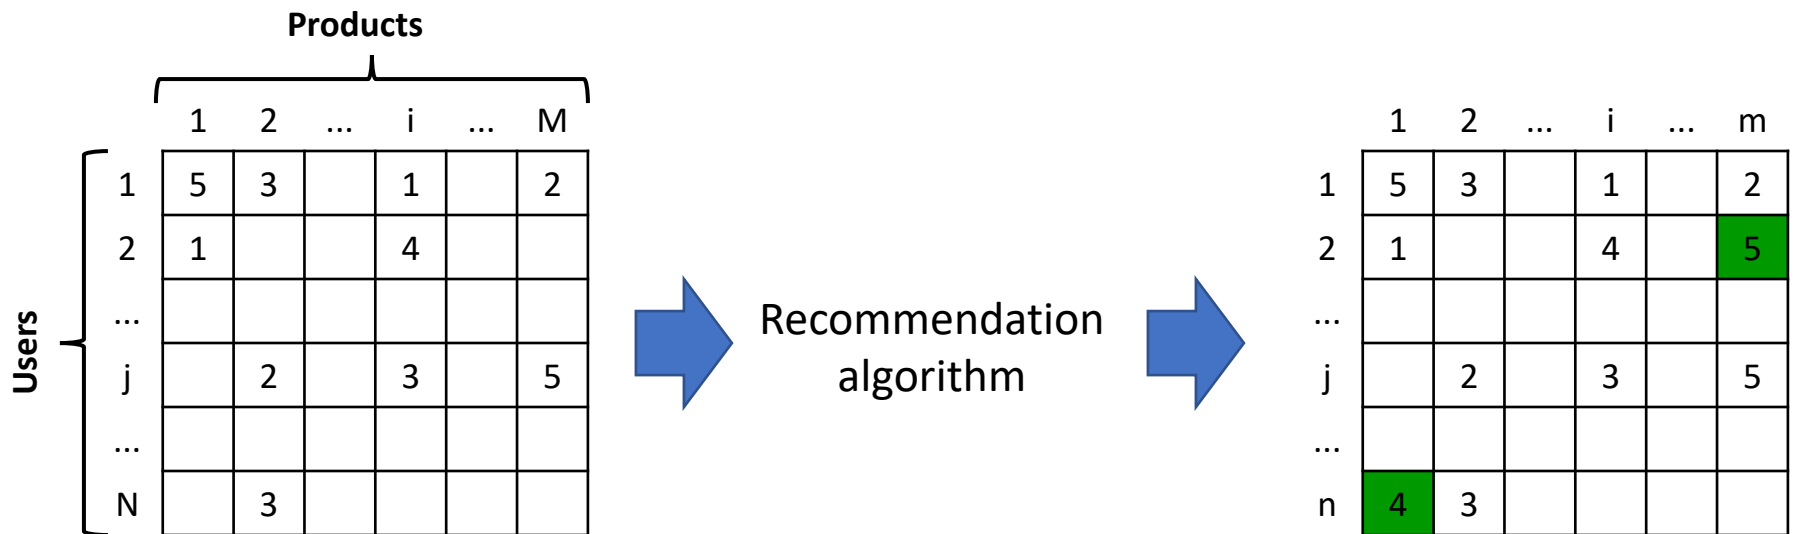 Products
1 2 ... i ... M
1 5 3 1 2
2 1 4
...
j 2 3 5
...
N 3
Users
Recommendation
algorithm
1 2 ... i ... m
1 5 3 1 2
2 1 4 5
...
j 2 3 5
...
n 4 3